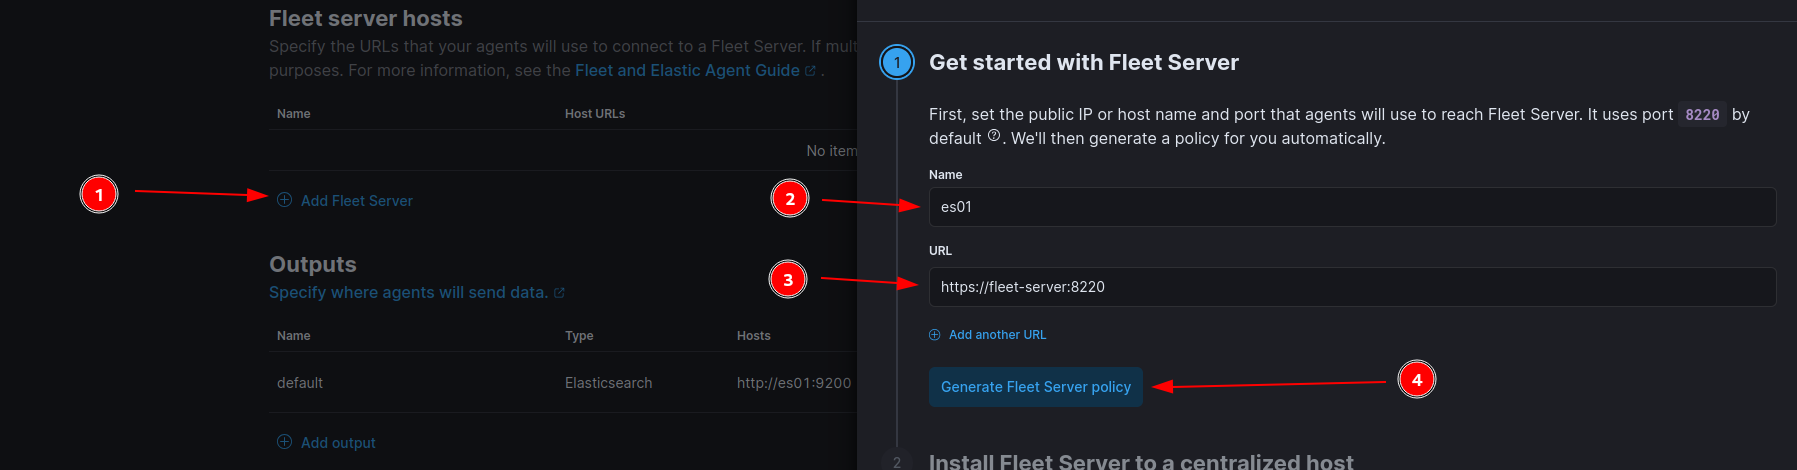 Fleet server hosts
Specify the URLs that your agents will use to connect to a Fleet Server. If mult
purposes. For more information, see the Fleet and Elastic Agent Guide .
Name Host URLs
No item
1
Add Fleet Server
Outputs
Specify where agents will send data.
Name Type Hosts
default Elasticsearch http://es01:9200
Add output
1 Get started with Fleet Server
First, set the public IP or host name and port that agents will use to reach Fleet Server. It uses port 8220 by
default ? . We'll then generate a policy for you automatically.
Name
2
es01
URL
3
https://fleet-server:8220
Add another URL
Generate Fleet Server policy
4
2 Install Fleet Server to a centralized host